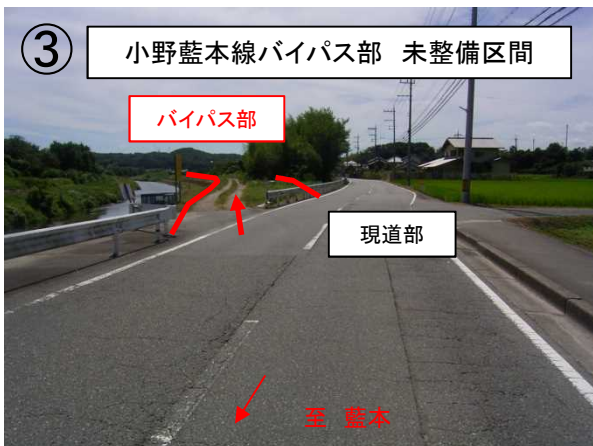 ③
小野藍本線バイパス部 未整備区間
バイパス部
現道部
至 藍本